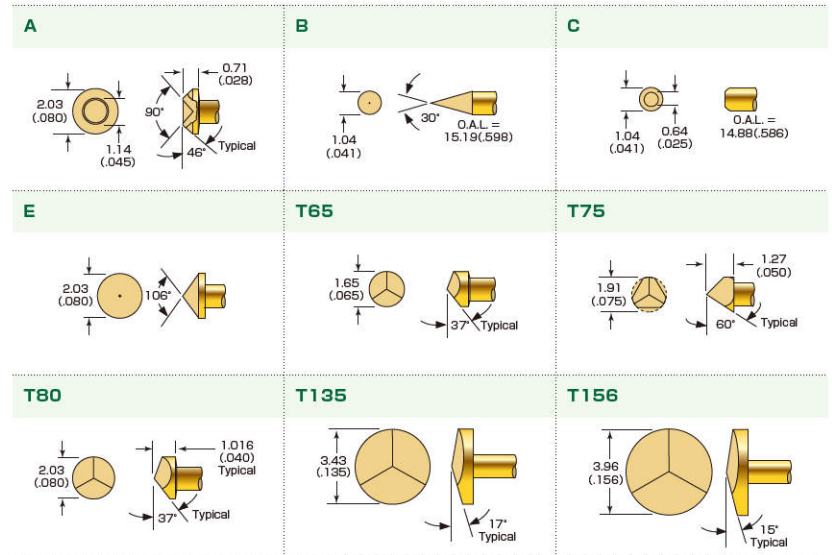 A
B
C
0.71
(.028)
2.03
(.080)
90°
1.14
(.045)
46°
Typical
1.04
(.041)
30°
O.A.L. =
15.19(.598)
1.04
(.041)
0.64
(.025)
O.A.L. =
14.88(.586)
E
T65
T75
2.03
(.080)
106°
1.65
(.065)
37°
Typical
1.91
(.075)
1.27
(.050)
60°
Typical
T80
T135
T156
2.03
(.080)
1.016
(.040)
Typical
37°
Typical
3.43
(.135)
17°
Typical
3.96
(.156)
15°
Typical